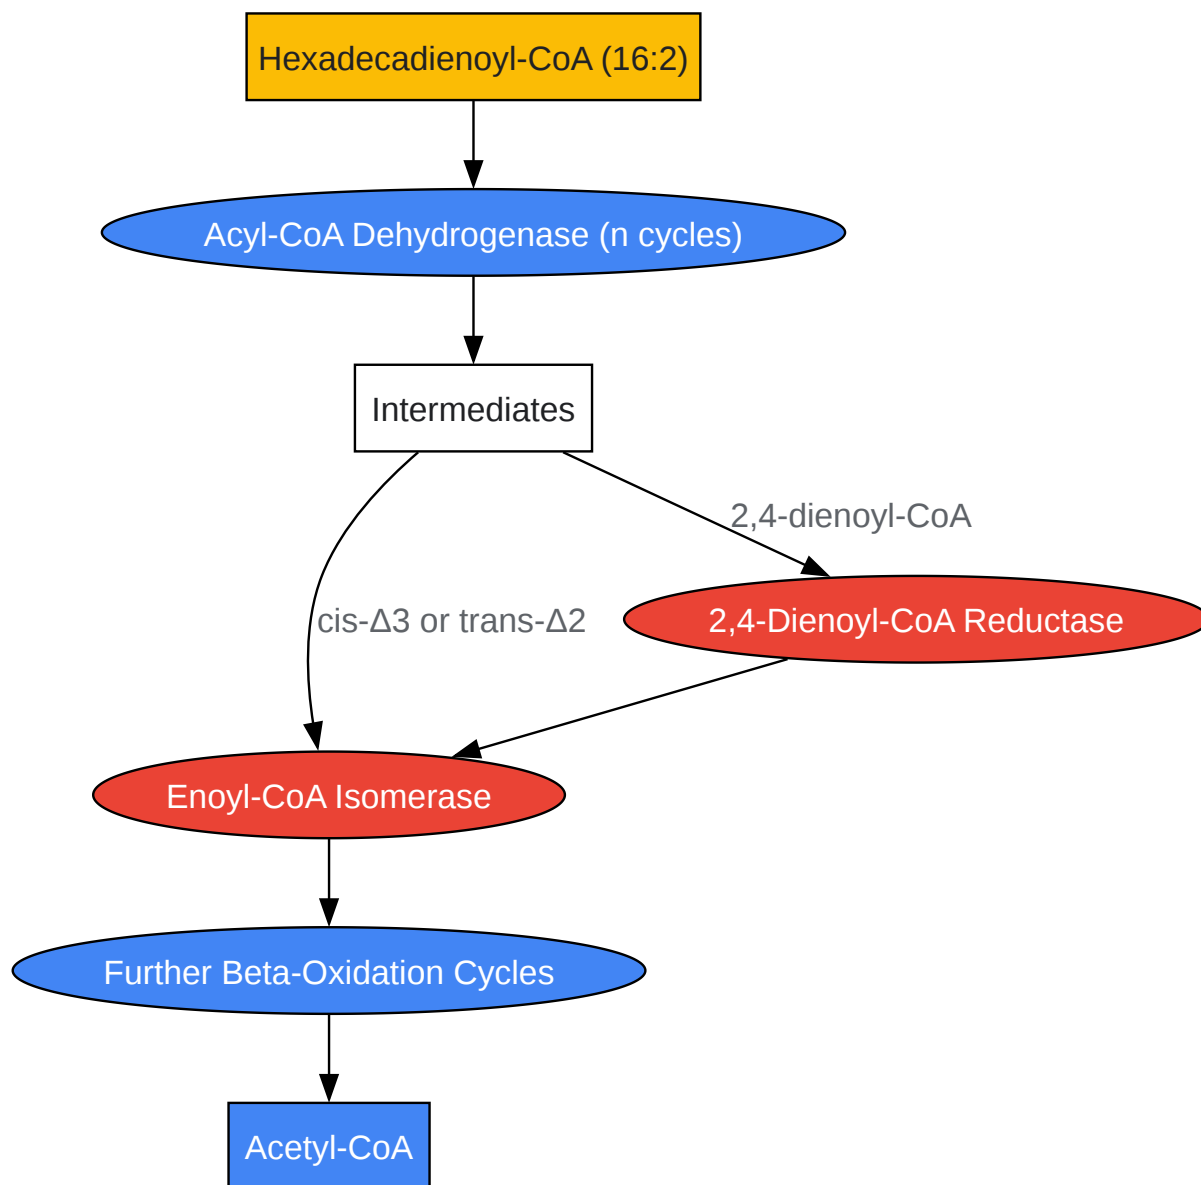 Hexadecadienoyl-CoA (16:2)
Acyl-CoA Dehydrogenase (n cycles)
Intermediates
2,4-dienoyl-CoA
cis-Δ3 or trans-Δ2
2,4-Dienoyl-CoA Reductase
Enoyl-CoA Isomerase
Further Beta-Oxidation Cycles
Acetyl-CoA